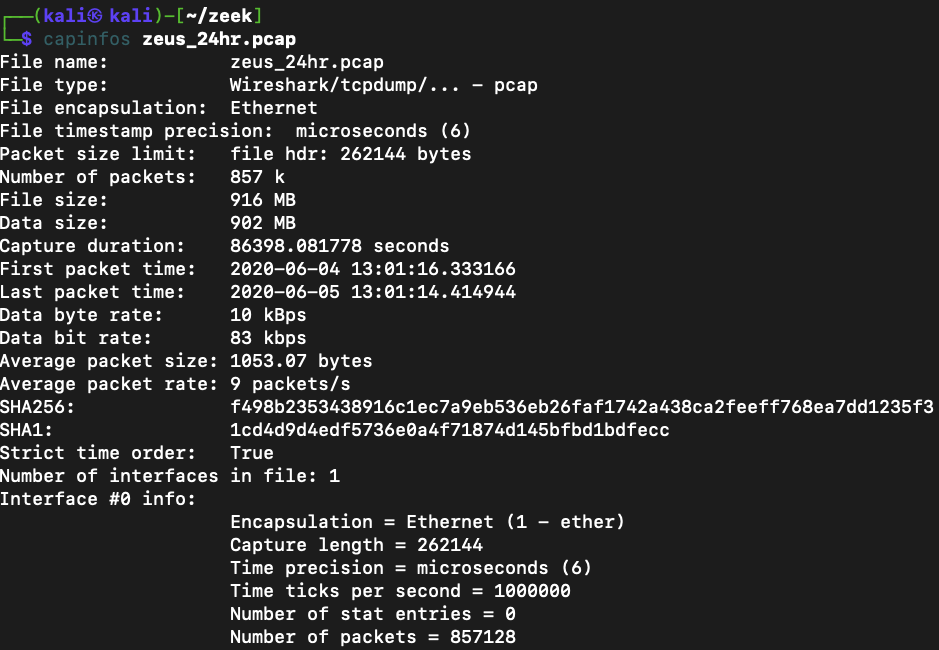 ┌──(kali㉿kali)-[~/zeek]
└─$ capinfos zeus_24hr.pcap
File name:           zeus_24hr.pcap
File type:           Wireshark/tcpdump/... - pcap
File encapsulation:  Ethernet
File timestamp precision:  microseconds (6)
Packet size limit:   file hdr: 262144 bytes
Number of packets:   857 k
File size:           916 MB
Data size:           902 MB
Capture duration:    86398.081778 seconds
First packet time:   2020-06-04 13:01:16.333166
Last packet time:    2020-06-05 13:01:14.414944
Data byte rate:      10 kBps
Data bit rate:       83 kbps
Average packet size: 1053.07 bytes
Average packet rate: 9 packets/s
SHA256:              f498b2353438916c1ec7a9eb536eb26faf1742a438ca2feeff768ea7dd1235f3
SHA1:                1cd4d9d4edf5736e0a4f71874d145bfbd1bdfecc
Strict time order:   True
Number of interfaces in file: 1
Interface #0 info:
                     Encapsulation = Ethernet (1 - ether)
                     Capture length = 262144
                     Time precision = microseconds (6)
                     Time ticks per second = 1000000
                     Number of stat entries = 0
                     Number of packets = 857128